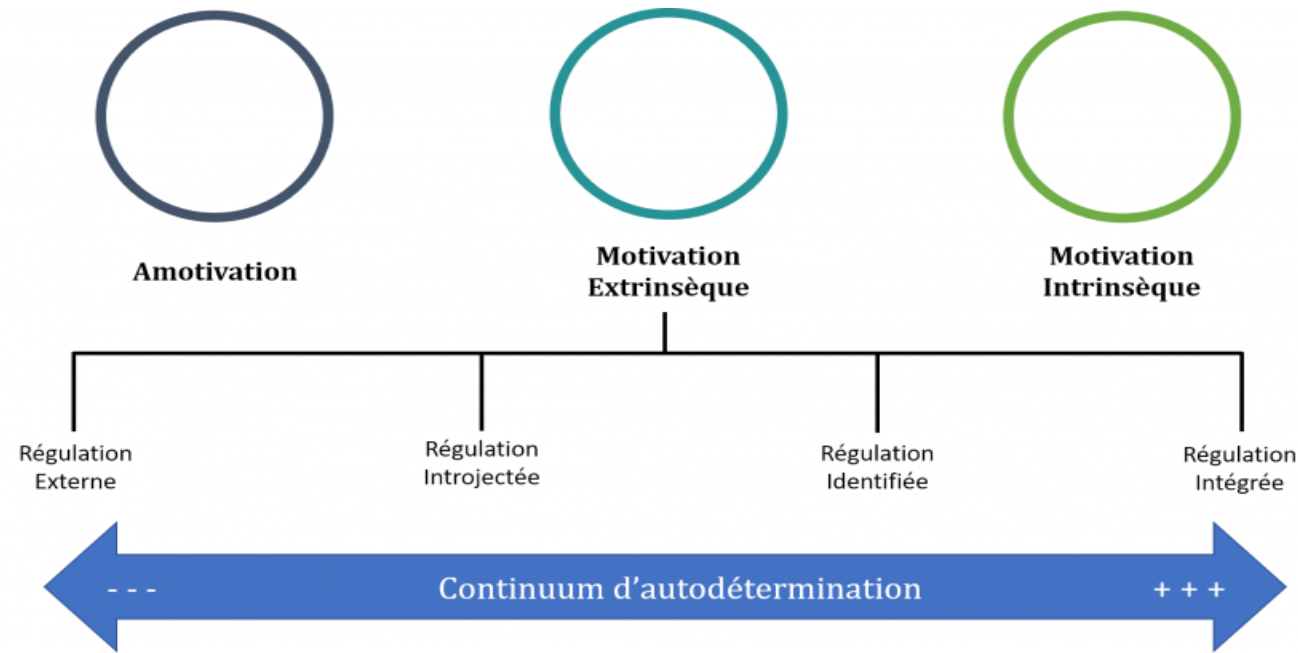 Amotivation
Motivation
Extrinsèque
Motivation
Intrinsèque
Régulation
Externe
Régulation
Introjectée
Régulation
Identifiée
Régulation
Intégrée
- - - Continuum d’autodétermination + + +